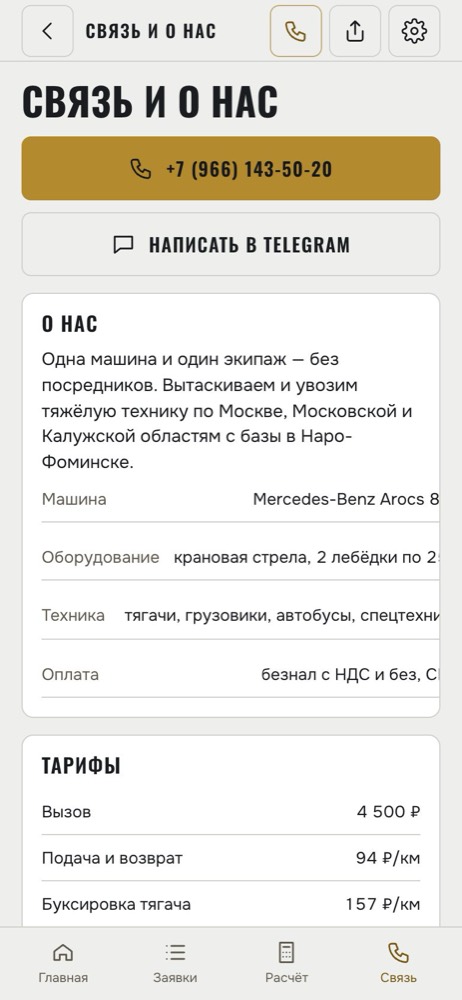 СВЯЗЬ И О НАС
СВЯЗЬ И О НАС
+7 (966) 143-50-20
НАПИСАТЬ В TELEGRAM
О НАС
Одна машина и один экипаж — без
посредников. Вытаскиваем и увозим
тяжёлую технику по Москве, Московской и
Калужской областям с базы в Наро-
Фоминске.
Машина Mercedes-Benz Arocs 8
Оборудование крановая стрела, 2 лебёдки по 2
Техника тягачи, грузовики, автобусы, спецтехни
Оплата безнал с НДС и без, С
ТАРИФЫ
Вызов 4 500 ₽
Подача и возврат 94 ₽/км
Буксировка тягача 157 ₽/км
Главная Заявки Расчёт Связь